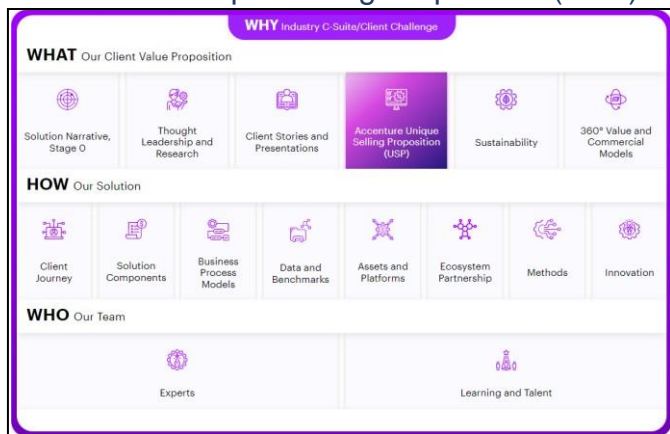 WHY Industry C-Suite/Client Challenge
WHAT Our Client Value Proposition
Solution Narrative,
Stage 0
Thought
Leadership and
Research
Client Stories and
Presentations
Accenture Unique
Selling Proposition
(USP)
Sustainability
360° Value and
Commercial
Models
HOW Our Solution
Client
Journey
Solution
Components
Business
Process
Models
Data and
Benchmarks
Assets and
Platforms
Ecosystem
Partnership
Methods
Innovation
WHO Our Team
Experts
Learning and Talent